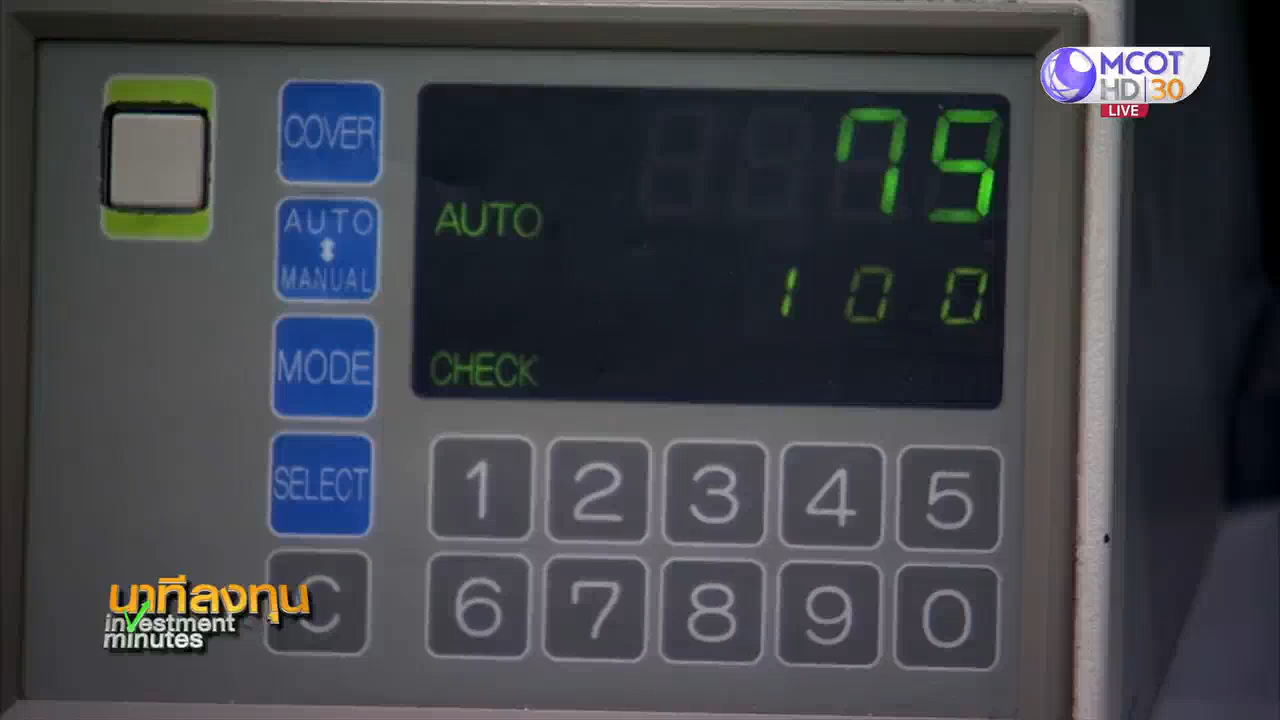 MCOT
HD 30
LIVE
COVER
75
AUTO
MANUAL
AUTO
100
MODE
CHECK
SELECT
1 2 3 4 5
C
6 7 8 9 0
นาทีลงทุน
investment
minutes